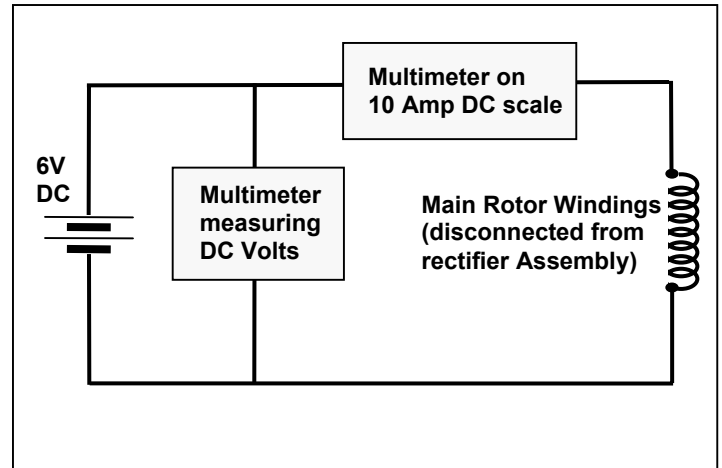 Multimeter on
10 Amp DC scale
6V
DC
Multimeter
measuring
DC Volts
Main Rotor Windings
(disconnected from
rectifier Assembly)